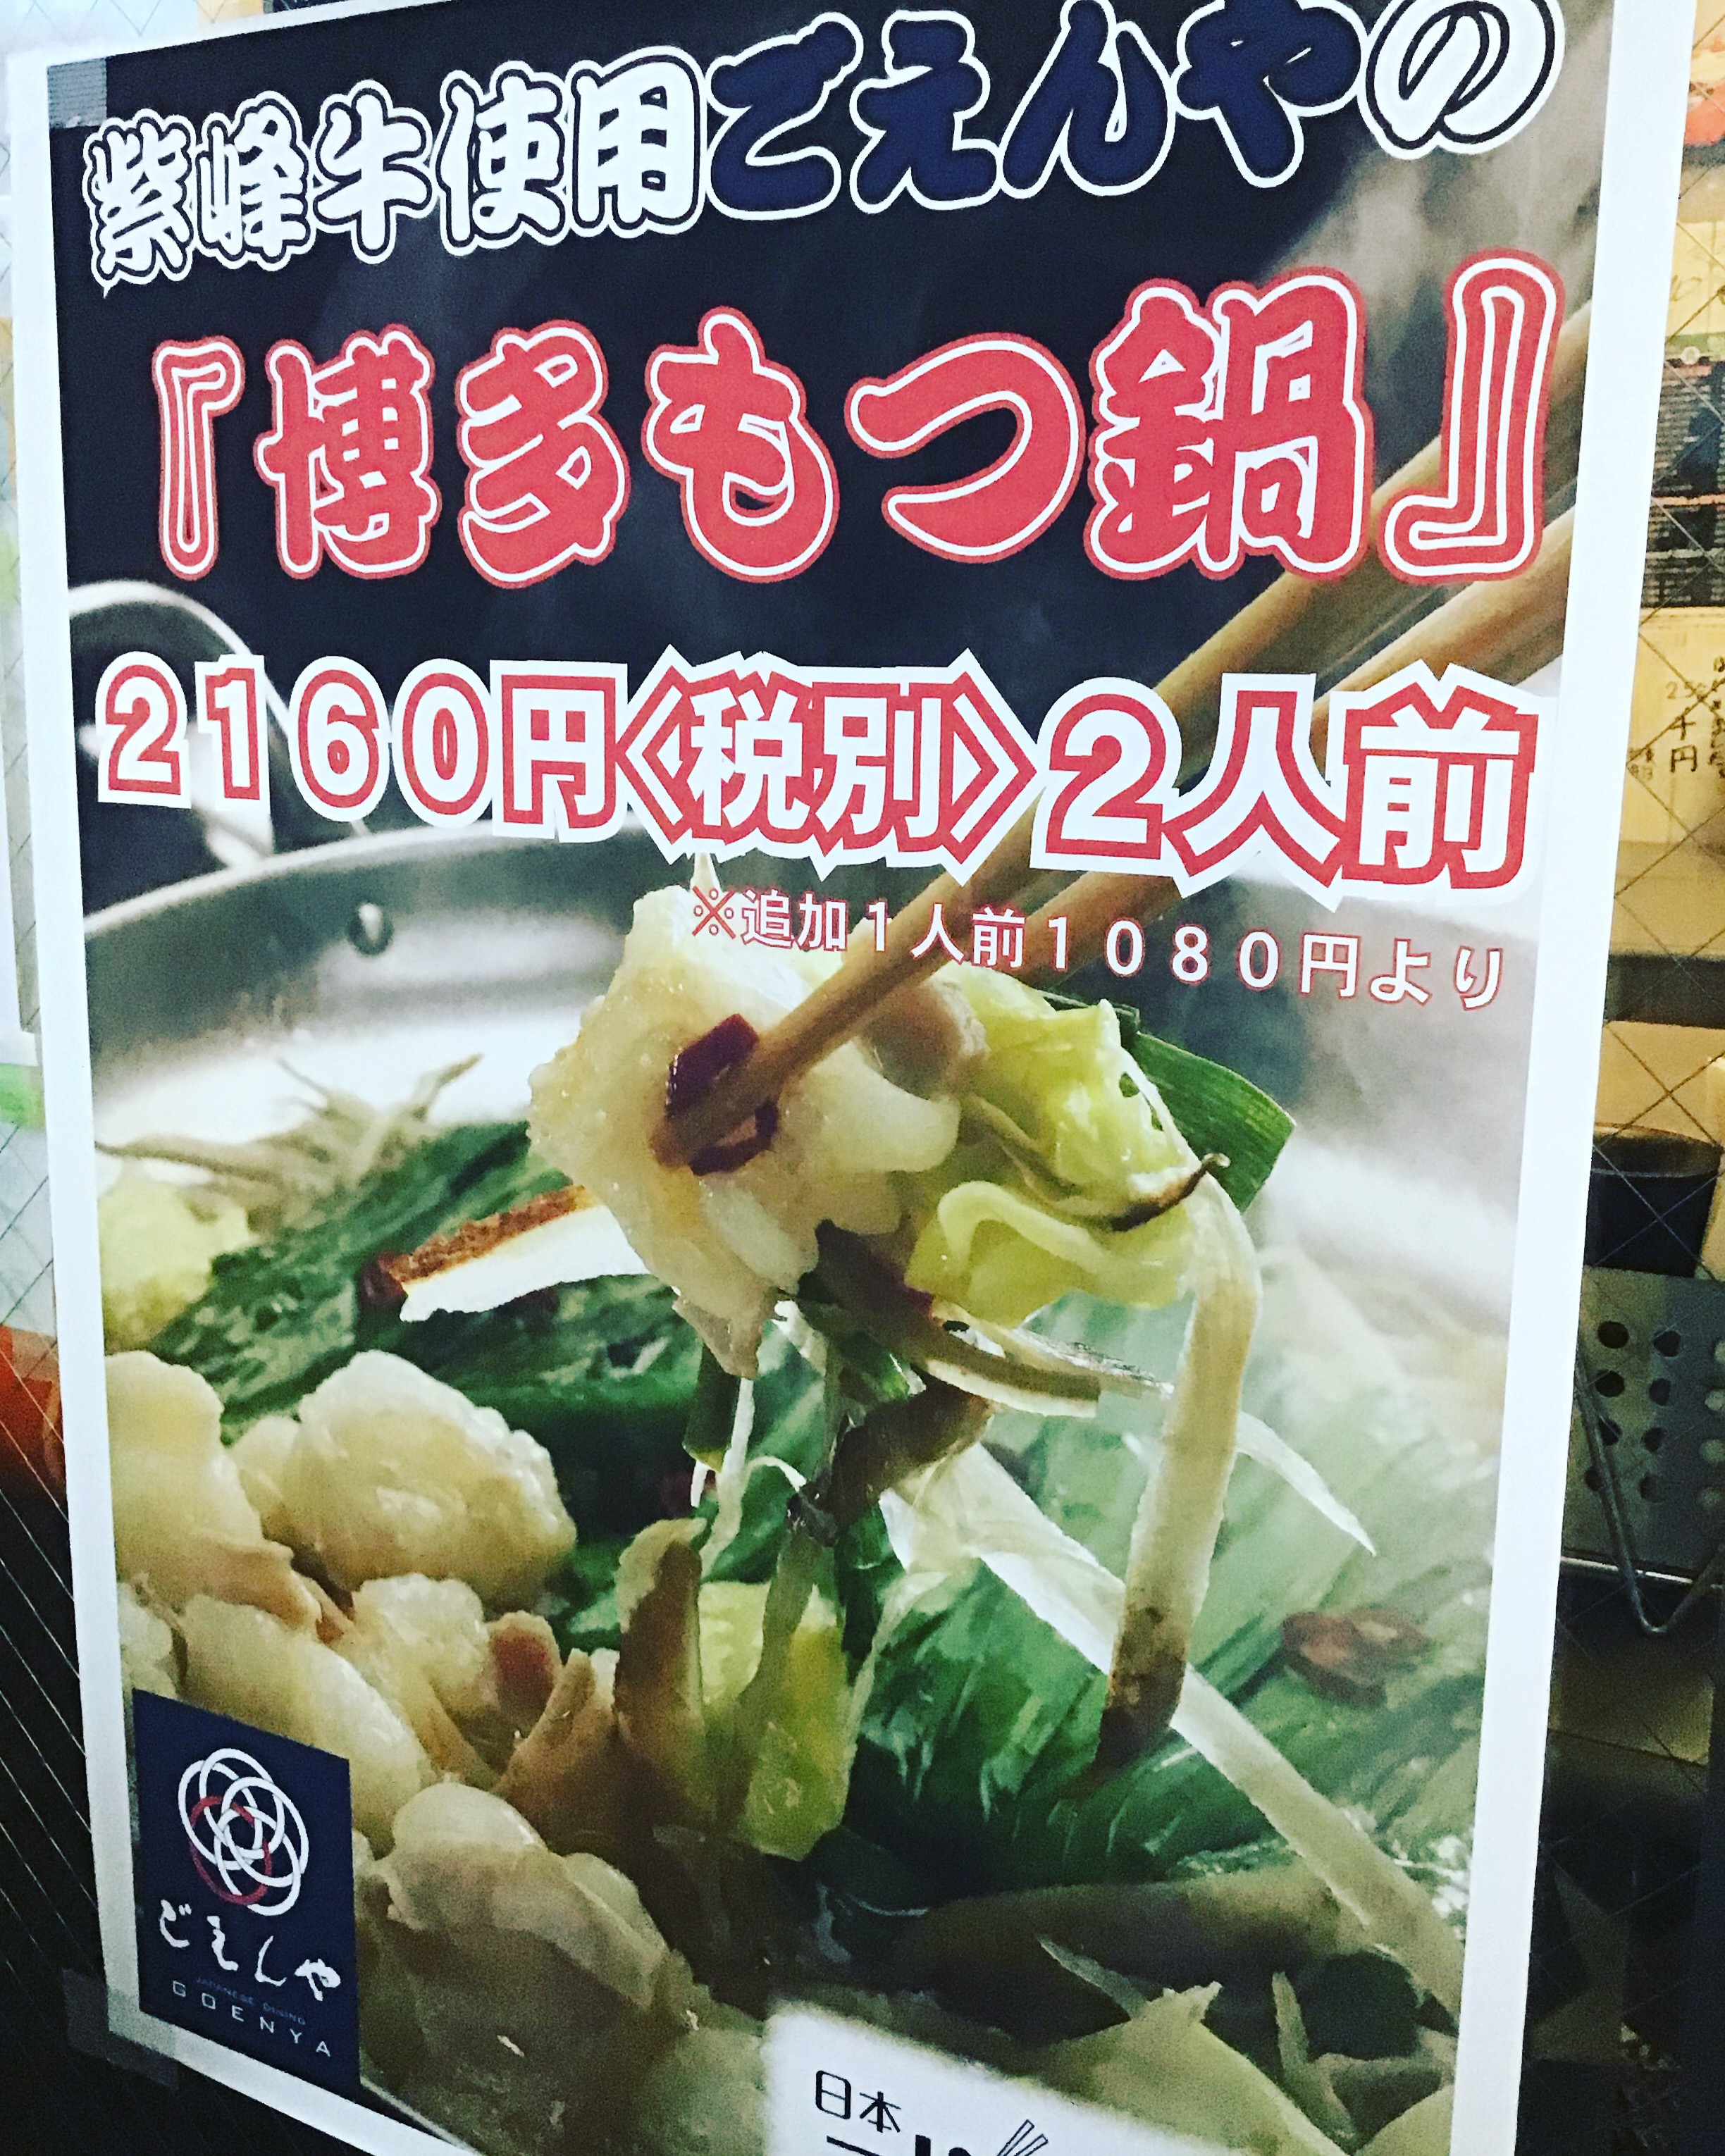 紫峰牛使用ごえんやの
『博多もつ鍋』
2160円〈税別〉2人前
※追加1人前1080円より
ごえんや
JAPANESE DINING
GOENYA
日本